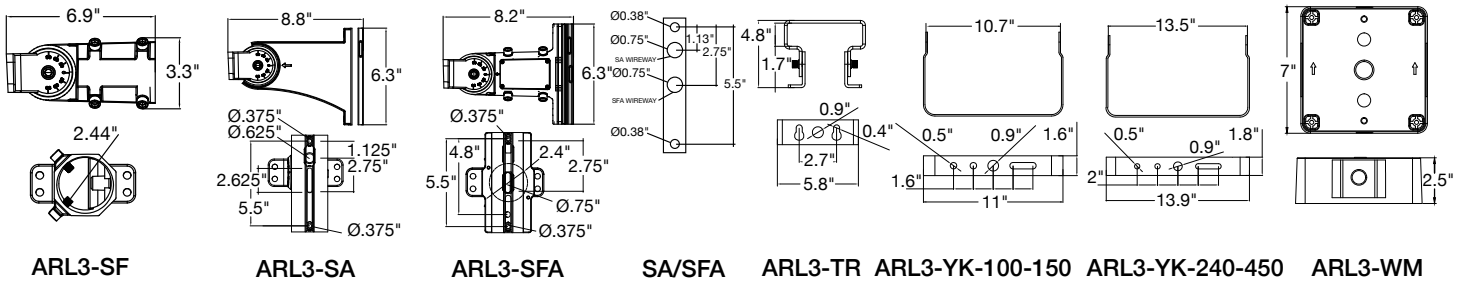 6.9"
3.3"
2.44"
ARL3-SF
8.8"
6.3"
Ø.375"
Ø.625"
1.125"
2.75"
2.625"
5.5"
Ø.375"
ARL3-SA
8.2"
6.3"
Ø.375"
4.8"
2.4"
2.75"
5.5"
Ø.75"
Ø.375"
ARL3-SFA
Ø0.38"
1.13"
2.75"
Ø0.75"
SA WIREWAY
Ø0.75"
5.5"
SFA WIREWAY
Ø0.38"
SA/SFA
4.8"
1.7"
0.9"
0.4"
2.7"
5.8"
ARL3-TR
10.7"
0.5"
0.9"
1.6"
1.6"
11"
ARL3-YK-100-150
13.5"
0.5"
0.9"
1.8"
2"
13.9"
ARL3-YK-240-450
7"
2.5"
ARL3-WM